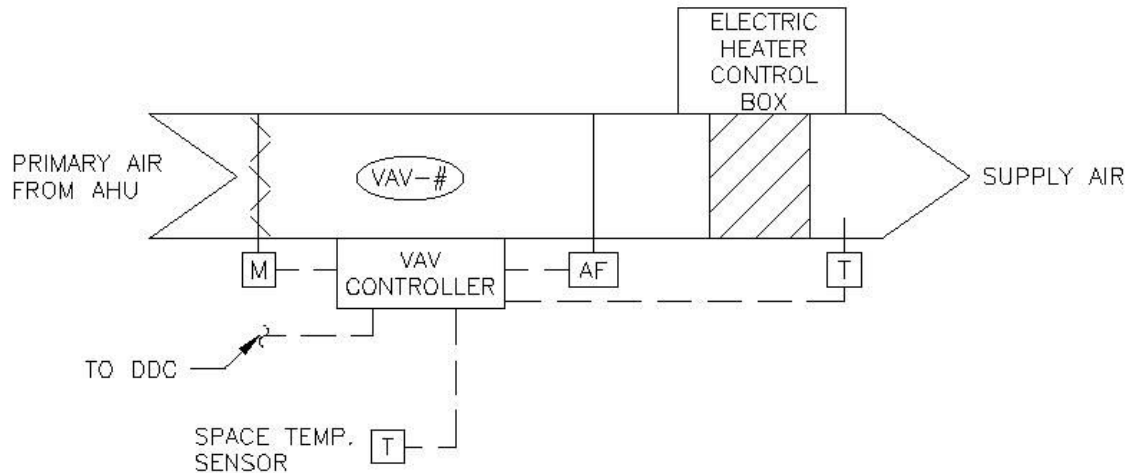 ELECTRIC
HEATER
CONTROL
BOX
PRIMARY AIR
FROM AHU
VAV-#
SUPPLY AIR
M
VAV
CONTROLLER
AF
T
TO DDC
SPACE TEMP.
SENSOR
T